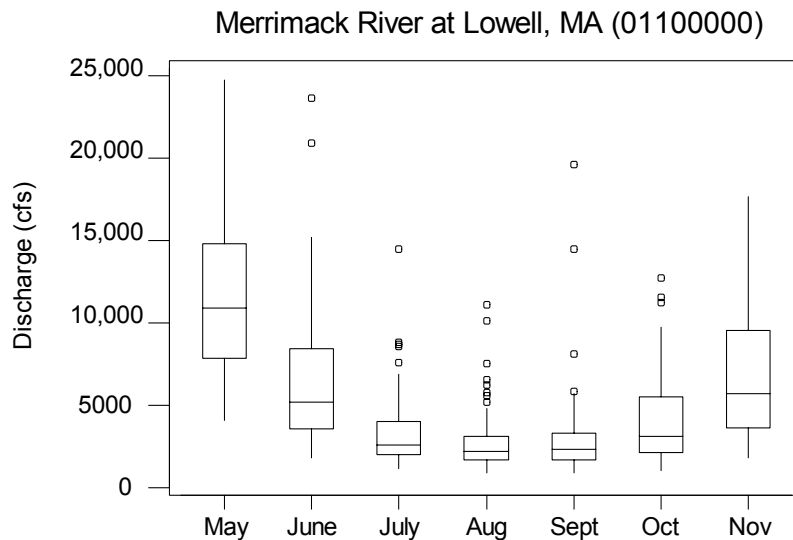 Merrimack River at Lowell, MA (01100000)
Discharge (cfs)
25,000
20,000
15,000
10,000
5000
0
May June July Aug Sept Oct Nov